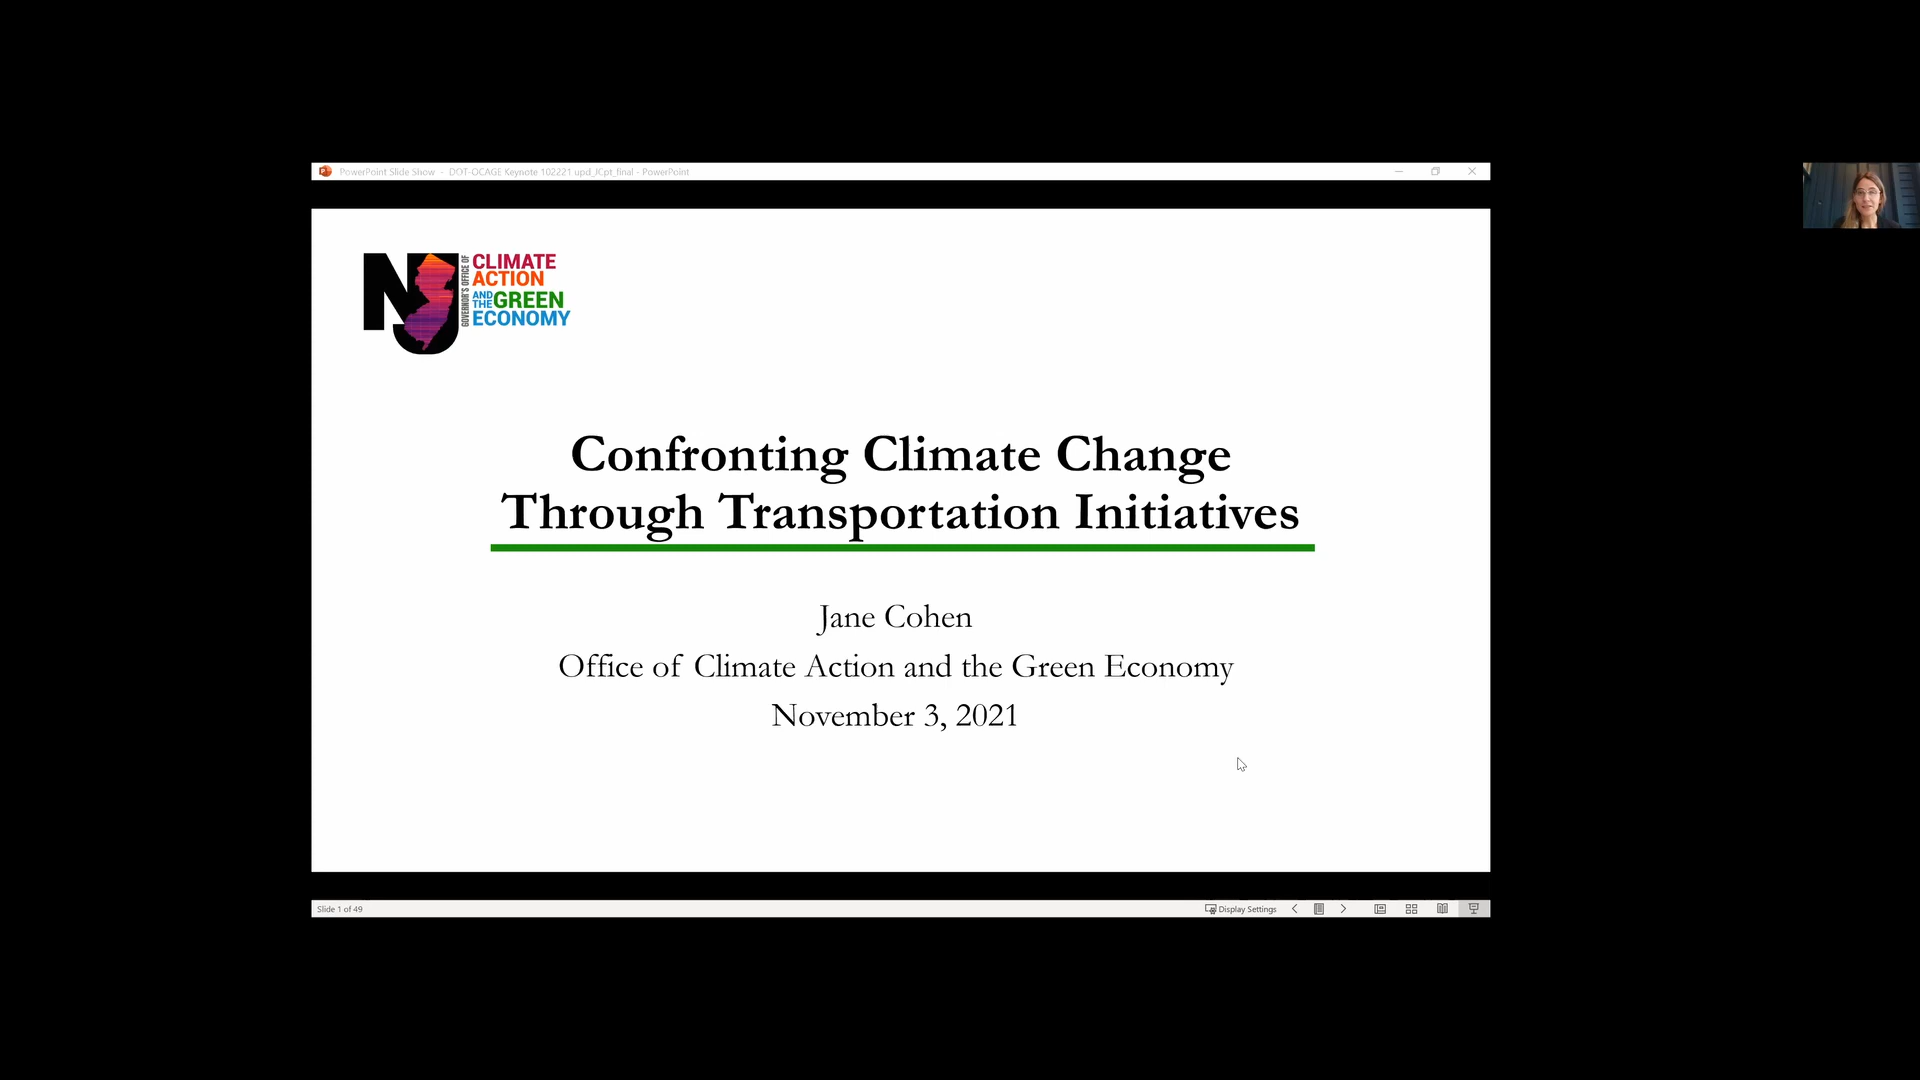 PowerPoint Slide Show - DOT-OCAGE Keynote 102221 upd_JCpt_final - PowerPoint
NJ
GOVERNOR'S OFFICE OF
CLIMATE
ACTION
AND THE GREEN
ECONOMY
Confronting Climate Change
Through Transportation Initiatives
Jane Cohen
Office of Climate Action and the Green Economy
November 3, 2021
Slide 1 of 49
Display Settings